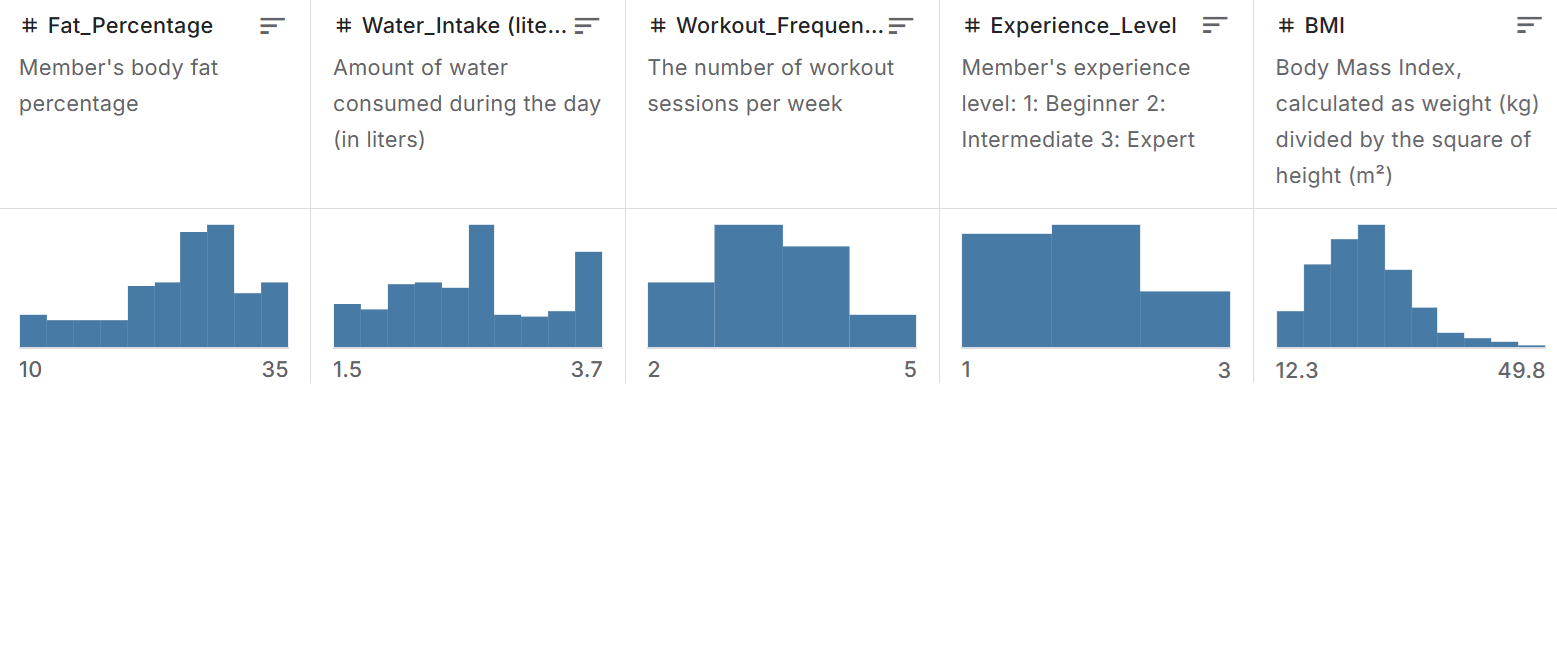 # Fat_Percentage
Member's body fat
percentage
10
35
# Water_Intake (lite...
Amount of water
consumed during the day
(in liters)
1.5
3.7
# Workout_Frequen...
The number of workout
sessions per week
2
5
# Experience_Level
Member's experience
level: 1: Beginner 2:
Intermediate 3: Expert
1
3
# BMI
Body Mass Index,
calculated as weight (kg)
divided by the square of
height (m²)
12.3
49.8